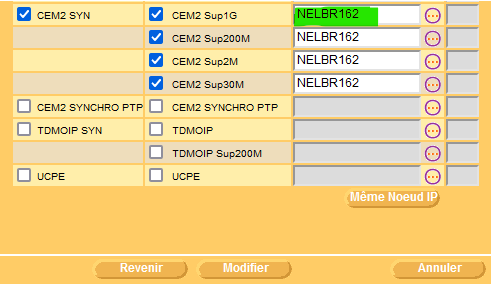 CEM2 SYN CEM2 Sup1G NELBR162
CEM2 Sup200M NELBR162
CEM2 Sup2M NELBR162
CEM2 Sup30M NELBR162
CEM2 SYNCHRO PTP CEM2 SYNCHRO PTP
TDMOIP SYN TDMOIP
TDMOIP Sup200M
UCPE UCPE
Même Noeud IP
Revenir Modifier Annuler